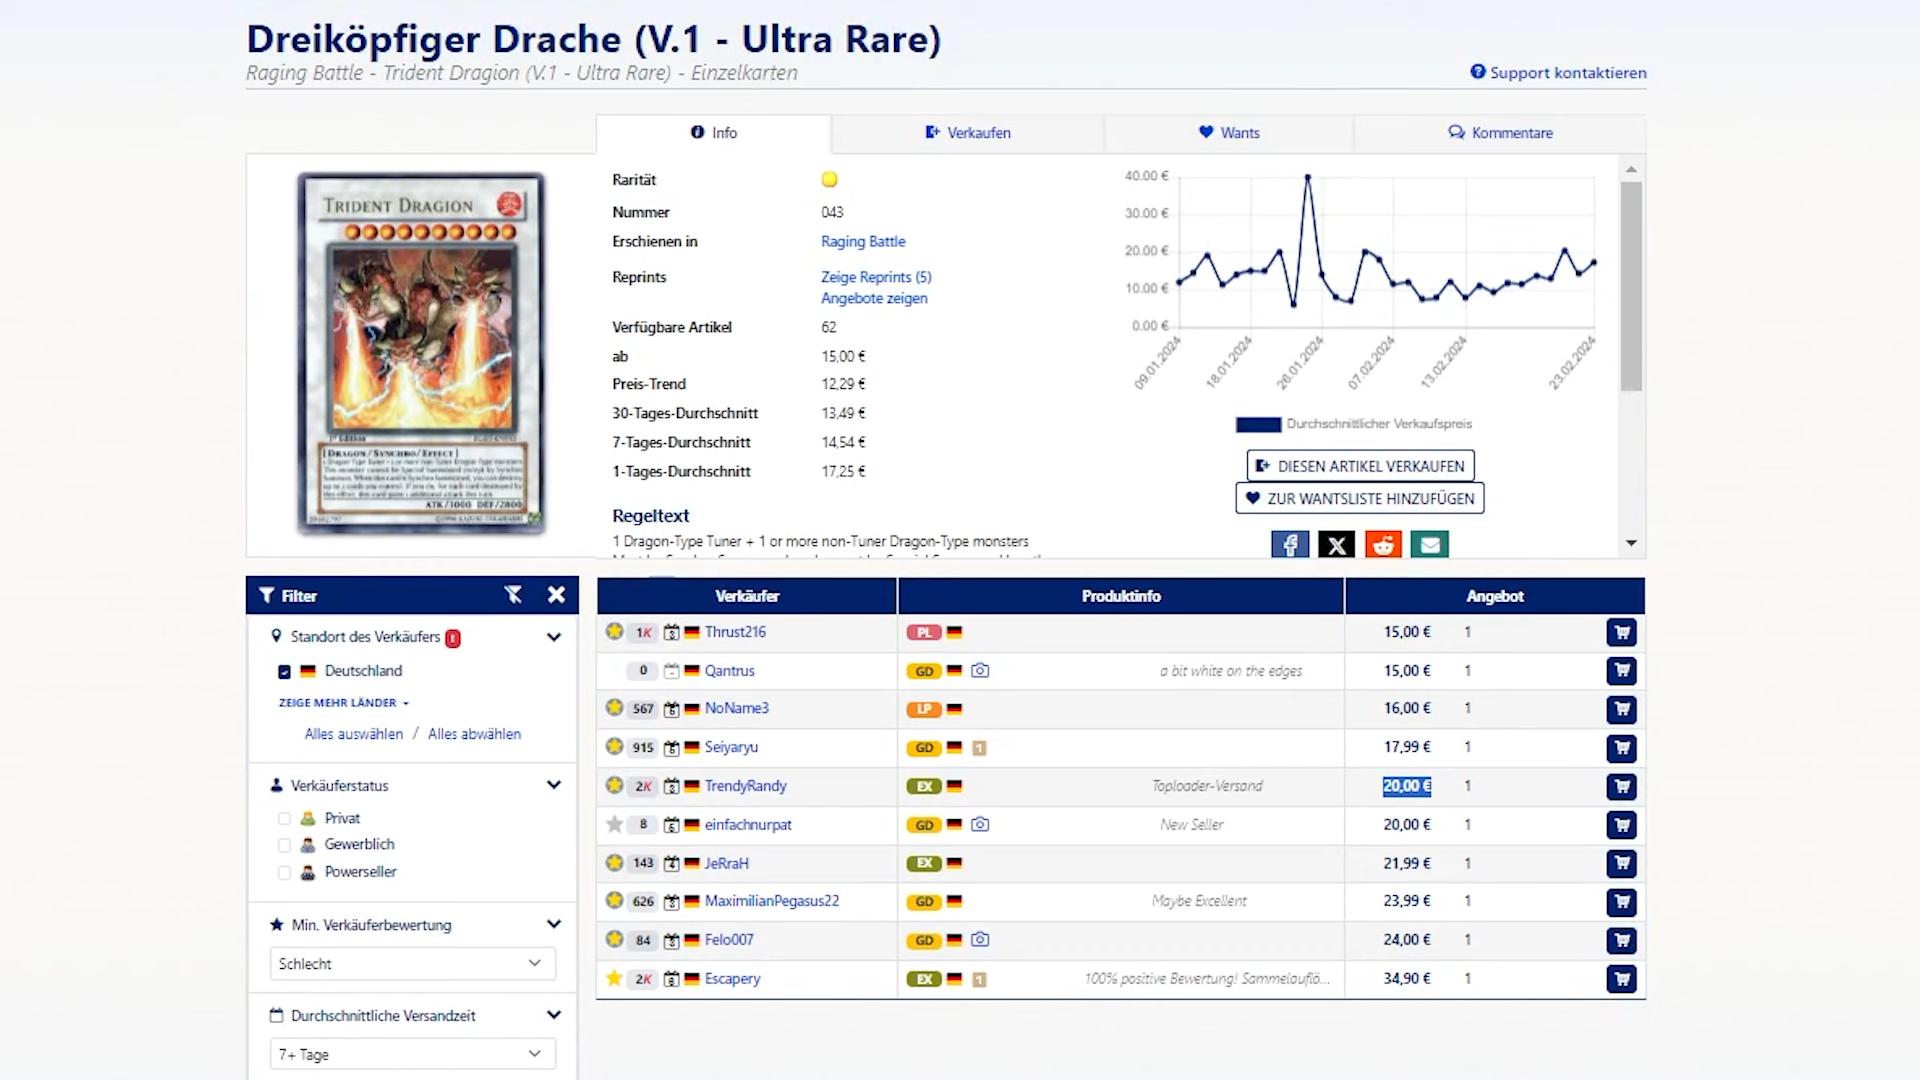 Dreiköpfiger Drache (V.1 - Ultra Rare)
Raging Battle - Trident Dragion (V.1 - Ultra Rare) - Einzelkarten
Support kontaktieren
Info
Verkaufen
Wants
Kommentare
TRIDENT DRAGION
1st Edition
[DRAGON/SYNCHRO/EFFECT]
ATK/3000 DEF/2800
Rarität
Nummer 043
Erschienen in Raging Battle
Reprints Zeige Reprints (5)
Angebote zeigen
Verfügbare Artikel 62
ab 15,00 €
Preis-Trend 12,29 €
30-Tages-Durchschnitt 13,49 €
7-Tages-Durchschnitt 14,54 €
1-Tages-Durchschnitt 17,25 €
Regeltext
1 Dragon-Type Tuner + 1 or more non-Tuner Dragon-Type monsters
40.00 €
30.00 €
20.00 €
10.00 €
0.00 €
09.01.2024
18.01.2024
26.01.2024
07.02.2024
13.02.2024
23.02.2024
Durchschnittlicher Verkaufspreis
DIESEN ARTIKEL VERKAUFEN
ZUR WANTSLISTE HINZUFÜGEN
Filter
Standort des Verkäufers
Deutschland
ZEIGE MEHR LÄNDER
Alles auswählen / Alles abwählen
Verkäuferstatus
Privat
Gewerblich
Powerseller
Min. Verkäuferbewertung
Schlecht
Durchschnittliche Versandzeit
7+ Tage
Verkäufer Produktinfo Angebot
1K Thrust216 PL 15,00 € 1
0 Qantrus GD a bit white on the edges 15,00 € 1
567 NoName3 LP 16,00 € 1
915 Seiyaryu GD 1 17,99 € 1
2K TrendyRandy EX Toploader-Versand 20,00 € 1
8 einfachnurpat GD New Seller 20,00 € 1
143 JeRraH EX 21,99 € 1
626 MaximilianPegasus22 GD Maybe Excellent 23,99 € 1
84 Felo007 GD 24,00 € 1
2K Escapery EX 1 100% positive Bewertung! Sammelauflö... 34,90 € 1